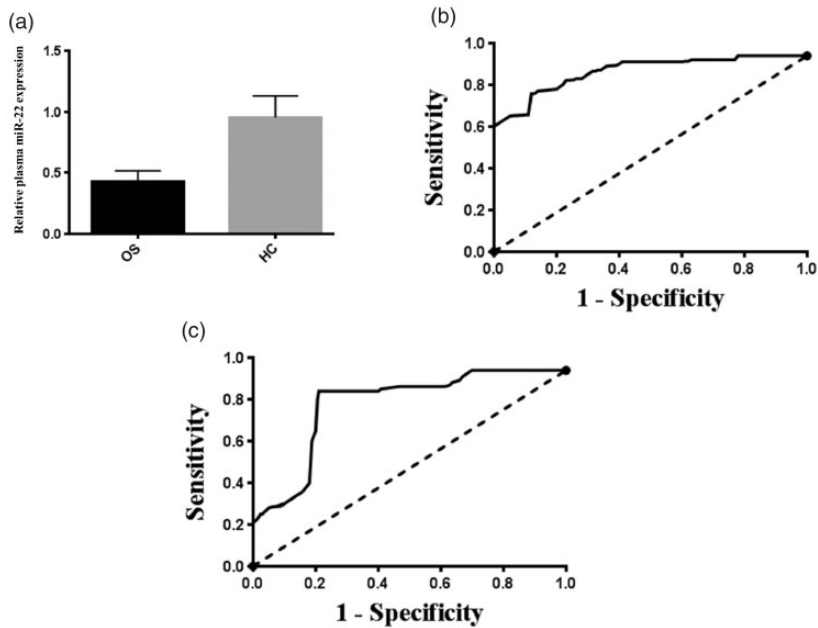 (a)
Relative plasma miR-22 expression
1.5
1.0
0.5
0.0
OS
HC
(b)
Sensitivity
1.0
0.8
0.6
0.4
0.2
0.0
0.0 0.2 0.4 0.6 0.8 1.0
1 - Specificity
(c)
Sensitivity
1.0
0.8
0.6
0.4
0.2
0.0
0.0 0.2 0.4 0.6 0.8 1.0
1 - Specificity